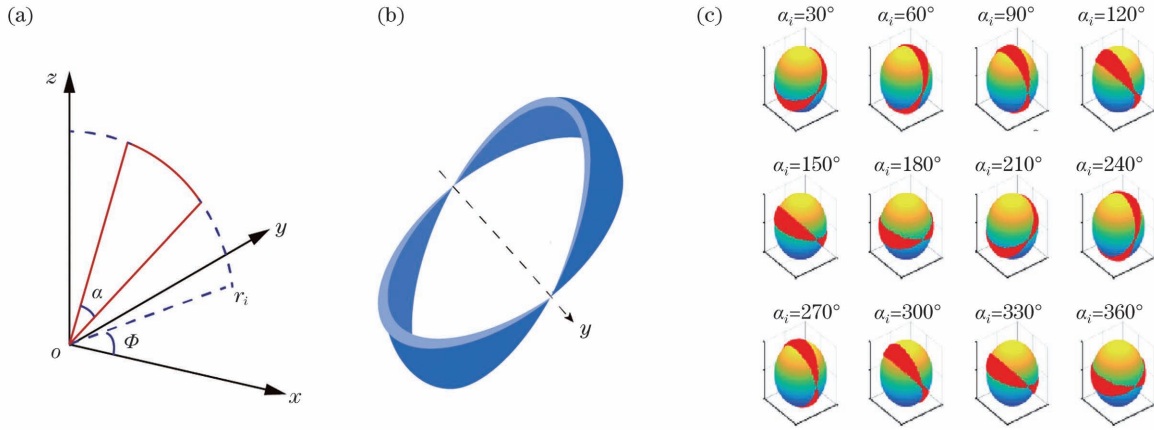 (a)
z
y
α
r_i
o
Φ
x
(b)
y
(c)
α_i=30° α_i=60° α_i=90° α_i=120°
α_i=150° α_i=180° α_i=210° α_i=240°
α_i=270° α_i=300° α_i=330° α_i=360°